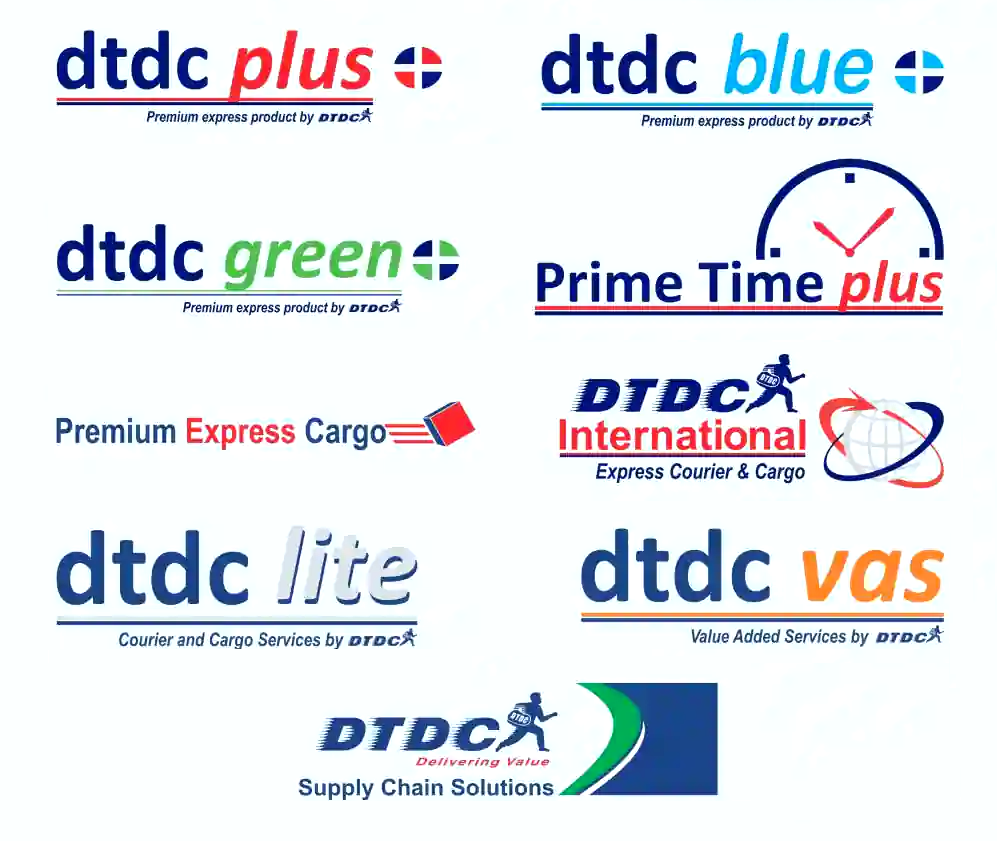 dtdc plus
Premium express product by DTDC
dtdc blue
Premium express product by DTDC
dtdc green
Premium express product by DTDC
Prime Time plus
Premium Express Cargo
DTDC
DTDC
International
Express Courier & Cargo
dtdc lite
Courier and Cargo Services by DTDC
dtdc vas
Value Added Services by DTDC
DTDC
DTDC
Delivering Value
Supply Chain Solutions